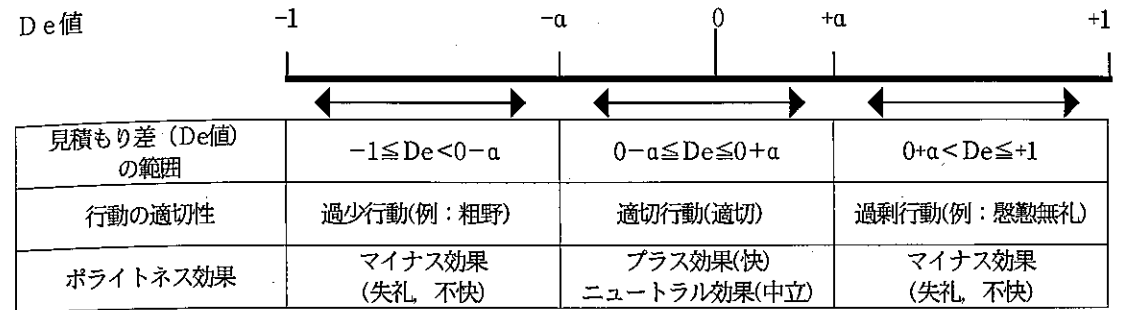 De値 -1 -α 0 +α +1
見積もり差（De値）
の範囲
-1≦De<0-α
0-α≦De≦0+α
0+α<De≦+1
行動の適切性
過少行動(例：粗野)
適切行動(適切)
過剰行動(例：慇懃無礼)
ポライトネス効果
マイナス効果
(失礼，不快)
プラス効果(快)
ニュートラル効果(中立)
マイナス効果
(失礼，不快)